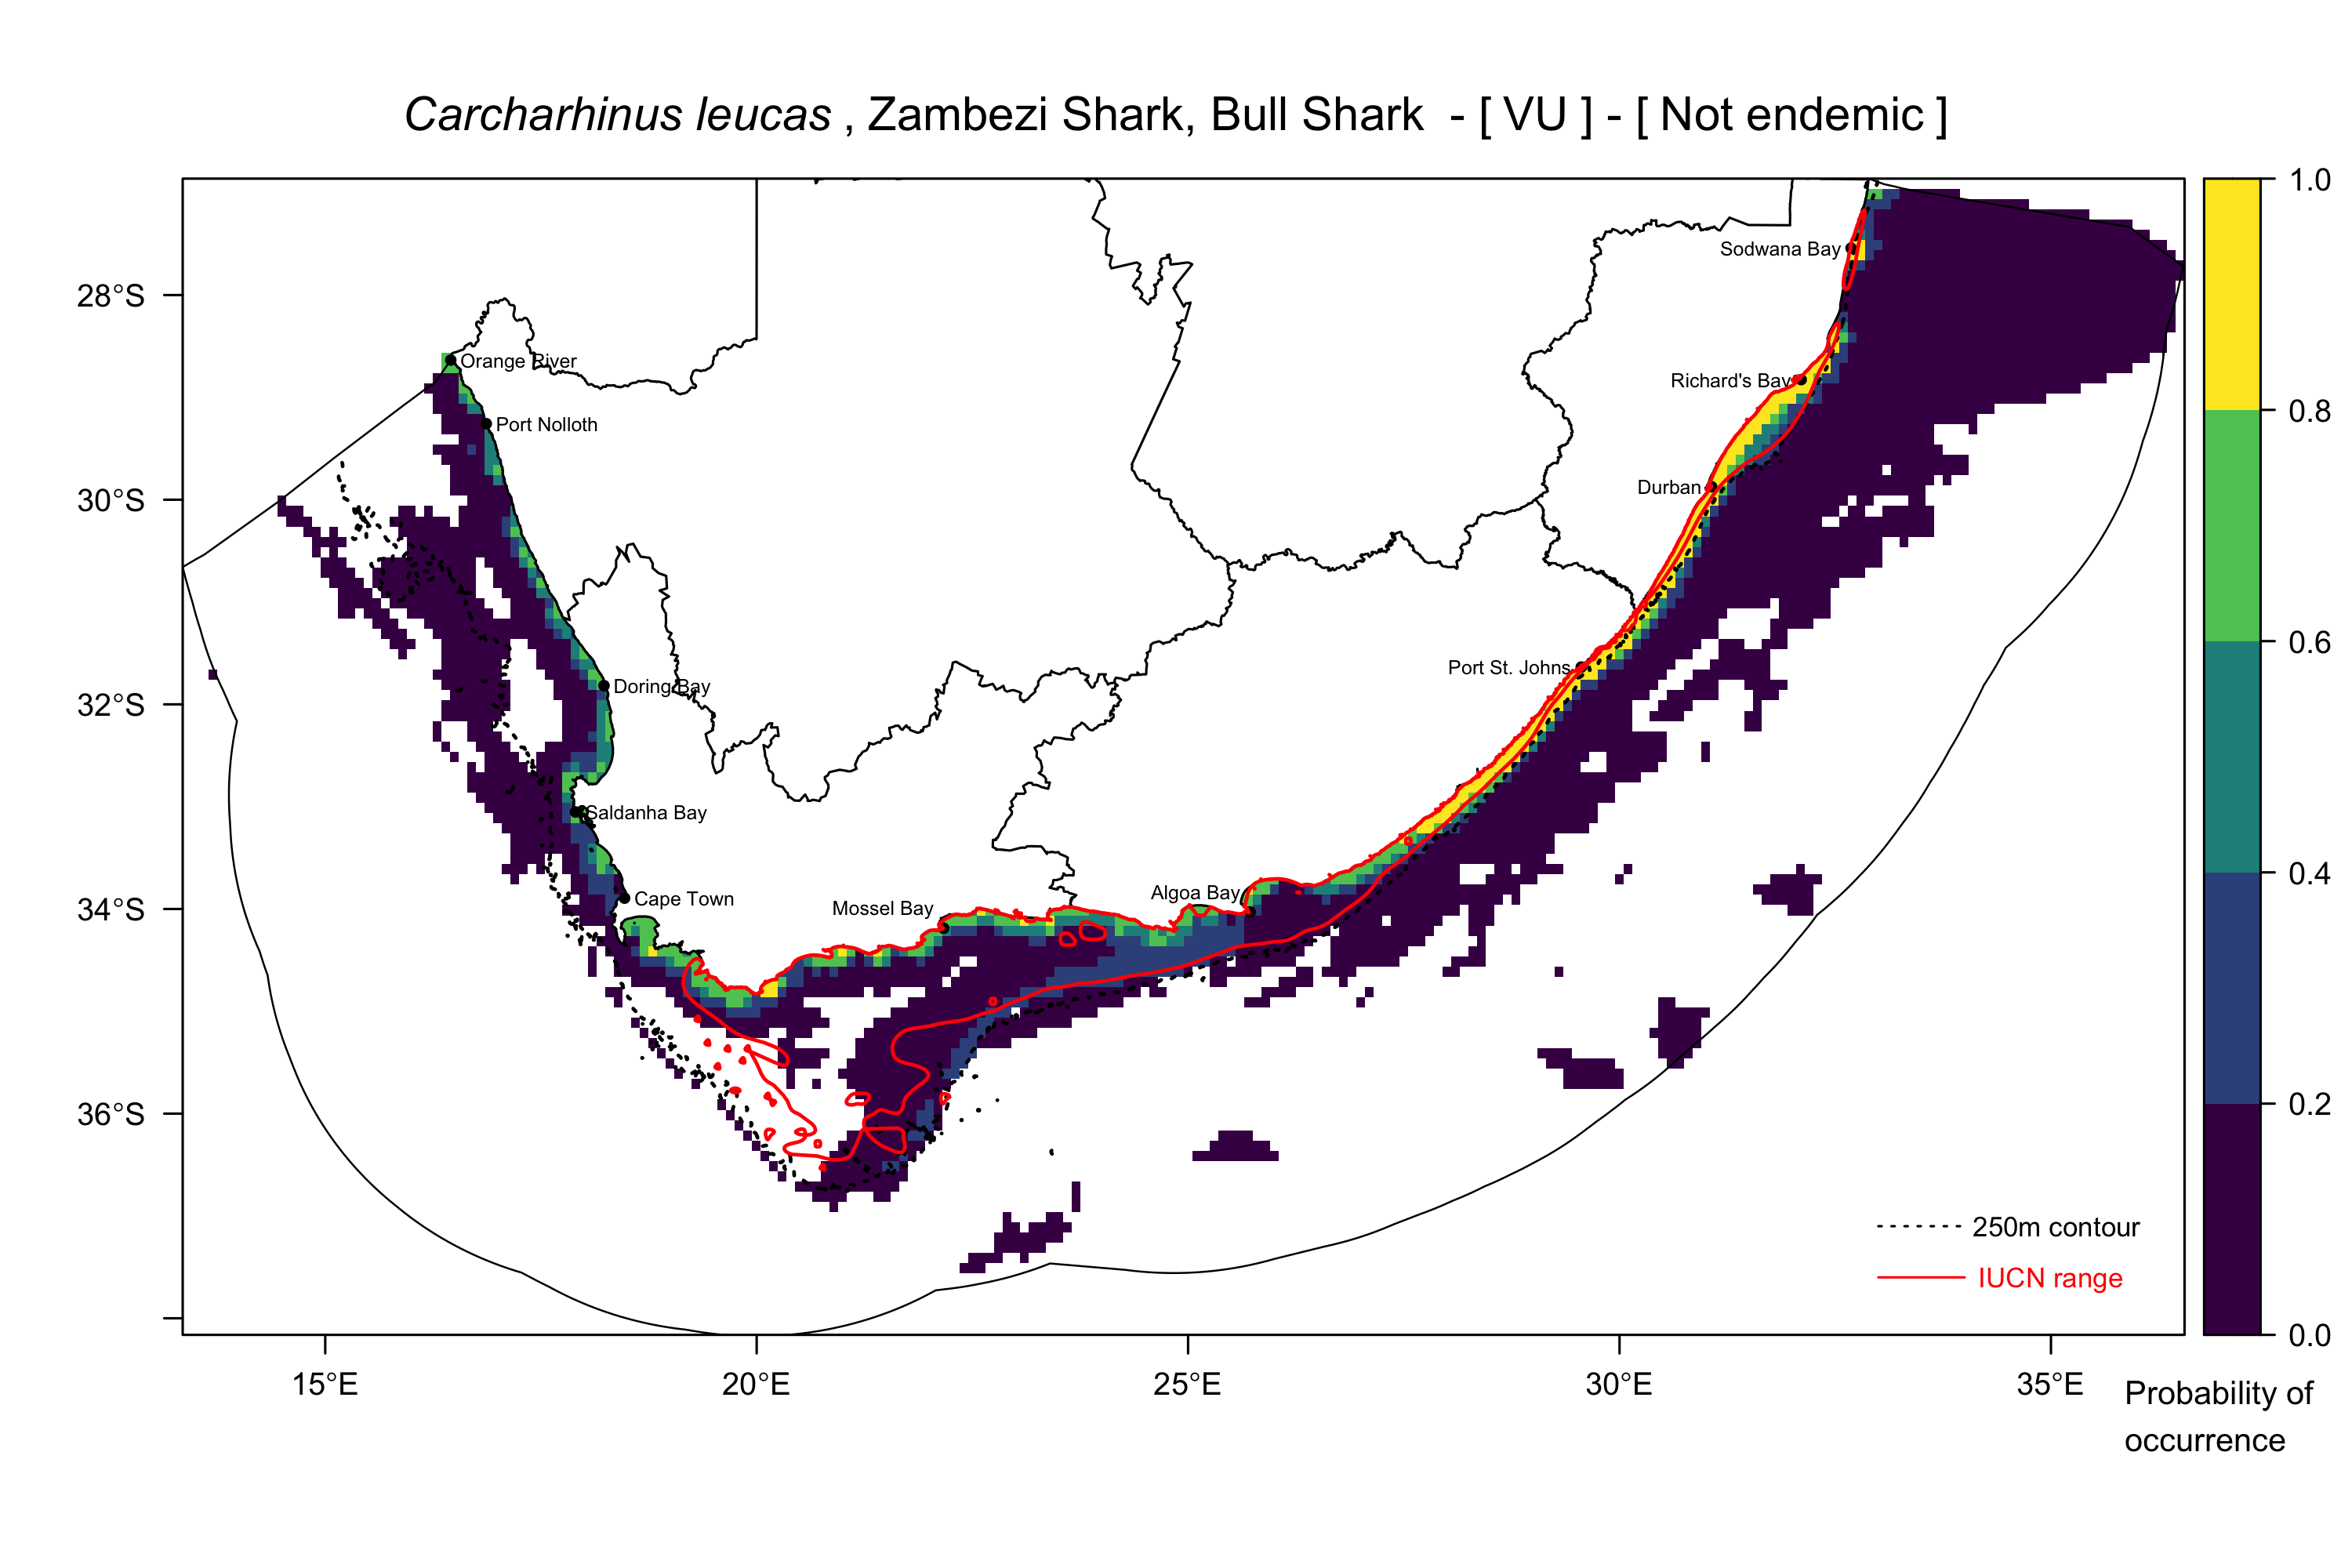 Carcharhinus leucas , Zambezi Shark, Bull Shark - [ VU ] - [ Not endemic ]
1.0
Sodwana Bay
28°S
Orange River
Richard's Bay
0.8
Port Nolloth
Durban
30°S
0.6
Port St. Johns
Doring Bay
32°S
Saldanha Bay
0.4
Algoa Bay
Cape Town
Mossel Bay
34°S
0.2
36°S
250m contour
IUCN range
0.0
15°E
20°E
25°E
30°E
35°E
Probability of
occurrence